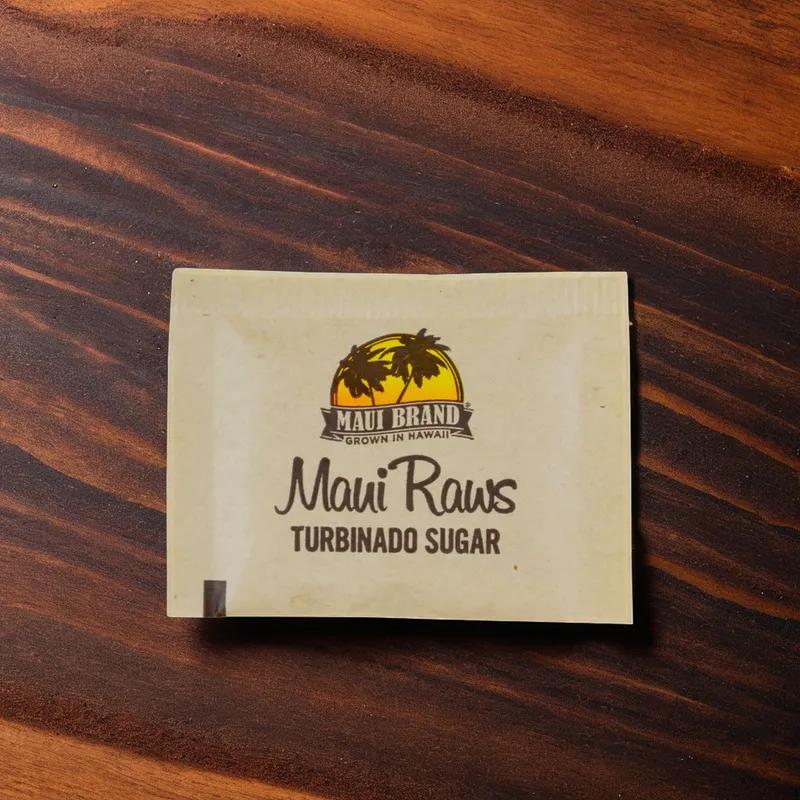 MAUI BRAND®
GROWN IN HAWAII
Maui Raws
TURBINADO SUGAR